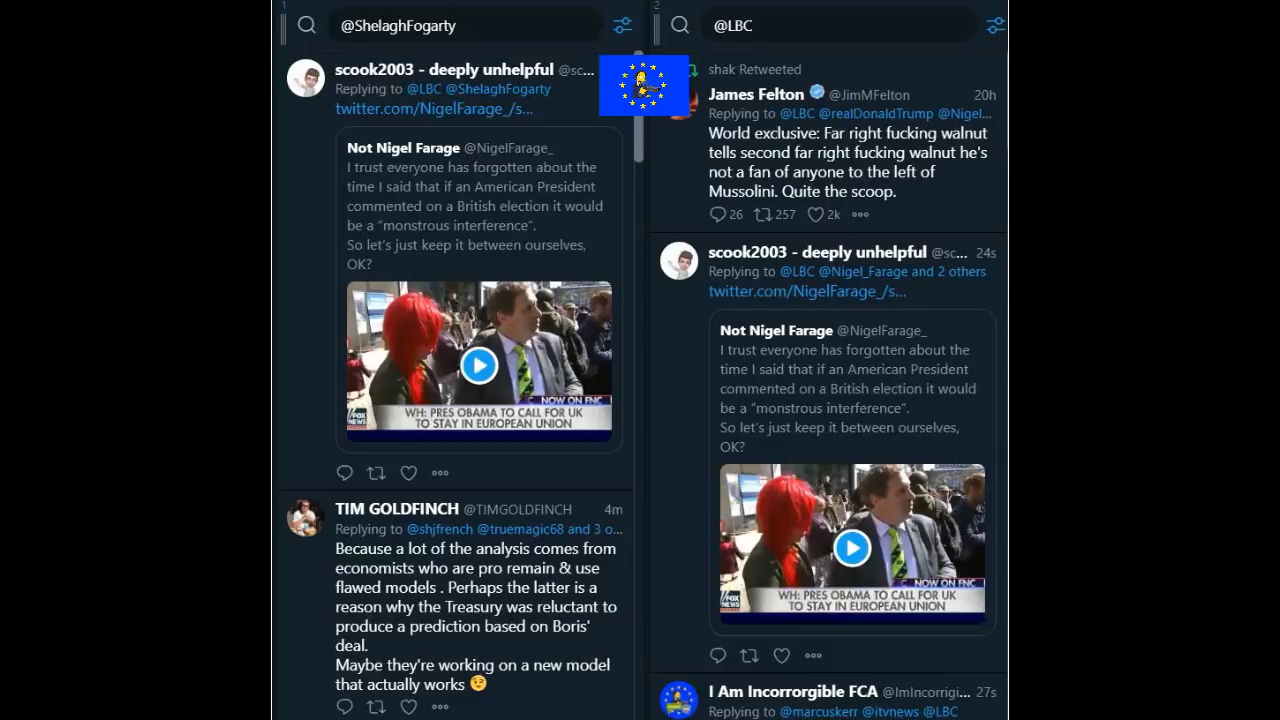 1
@ShelaghFogarty
scook2003 - deeply unhelpful @sc...
Replying to @LBC @ShelaghFogarty
twitter.com/NigelFarage_/s...
Not Nigel Farage @NigelFarage_
I trust everyone has forgotten about the
time I said that if an American President
commented on a British election it would
be a “monstrous interference”.
So let’s just keep it between ourselves,
OK?
NOW ON FNC
FOX
NEWS
WH: PRES OBAMA TO CALL FOR UK
TO STAY IN EUROPEAN UNION
TIM GOLDFINCH @TIMGOLDFINCH 4m
Replying to @shjfrench @truemagic68 and 3 o...
Because a lot of the analysis comes from
economists who are pro remain & use
flawed models . Perhaps the latter is a
reason why the Treasury was reluctant to
produce a prediction based on Boris'
deal.
Maybe they're working on a new model
that actually works 🤨
2
@LBC
shak Retweeted
James Felton @JimMFelton 20h
Replying to @LBC @realDonaldTrump @Nigel...
World exclusive: Far right fucking walnut
tells second far right fucking walnut he's
not a fan of anyone to the left of
Mussolini. Quite the scoop.
26 257 2k
scook2003 - deeply unhelpful @sc... 24s
Replying to @LBC @Nigel_Farage and 2 others
twitter.com/NigelFarage_/s...
Not Nigel Farage @NigelFarage_
I trust everyone has forgotten about the
time I said that if an American President
commented on a British election it would
be a “monstrous interference”.
So let’s just keep it between ourselves,
OK?
NOW ON FNC
FOX
NEWS
WH: PRES OBAMA TO CALL FOR UK
TO STAY IN EUROPEAN UNION
I Am Incorrorgible FCA @ImIncorrigi... 27s
Replying to @marcuskerr @itvnews @LBC